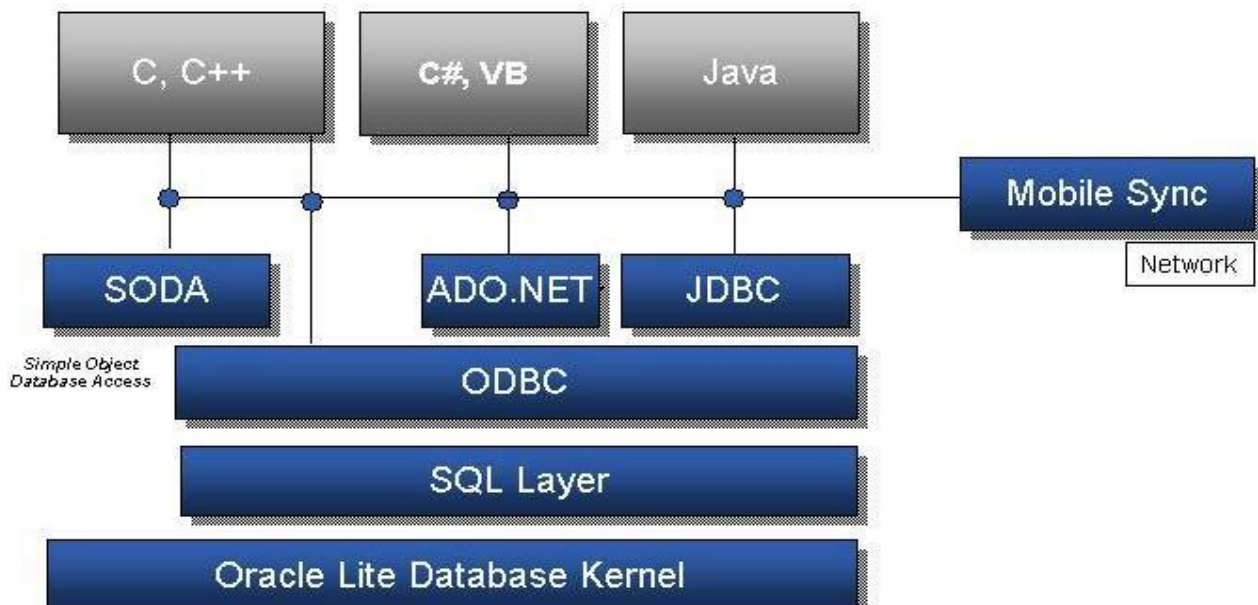 C, C++
C#, VB
Java
Mobile Sync
Network
SODA
ADO.NET
JDBC
Simple Object
Database Access
ODBC
SQL Layer
Oracle Lite Database Kernel